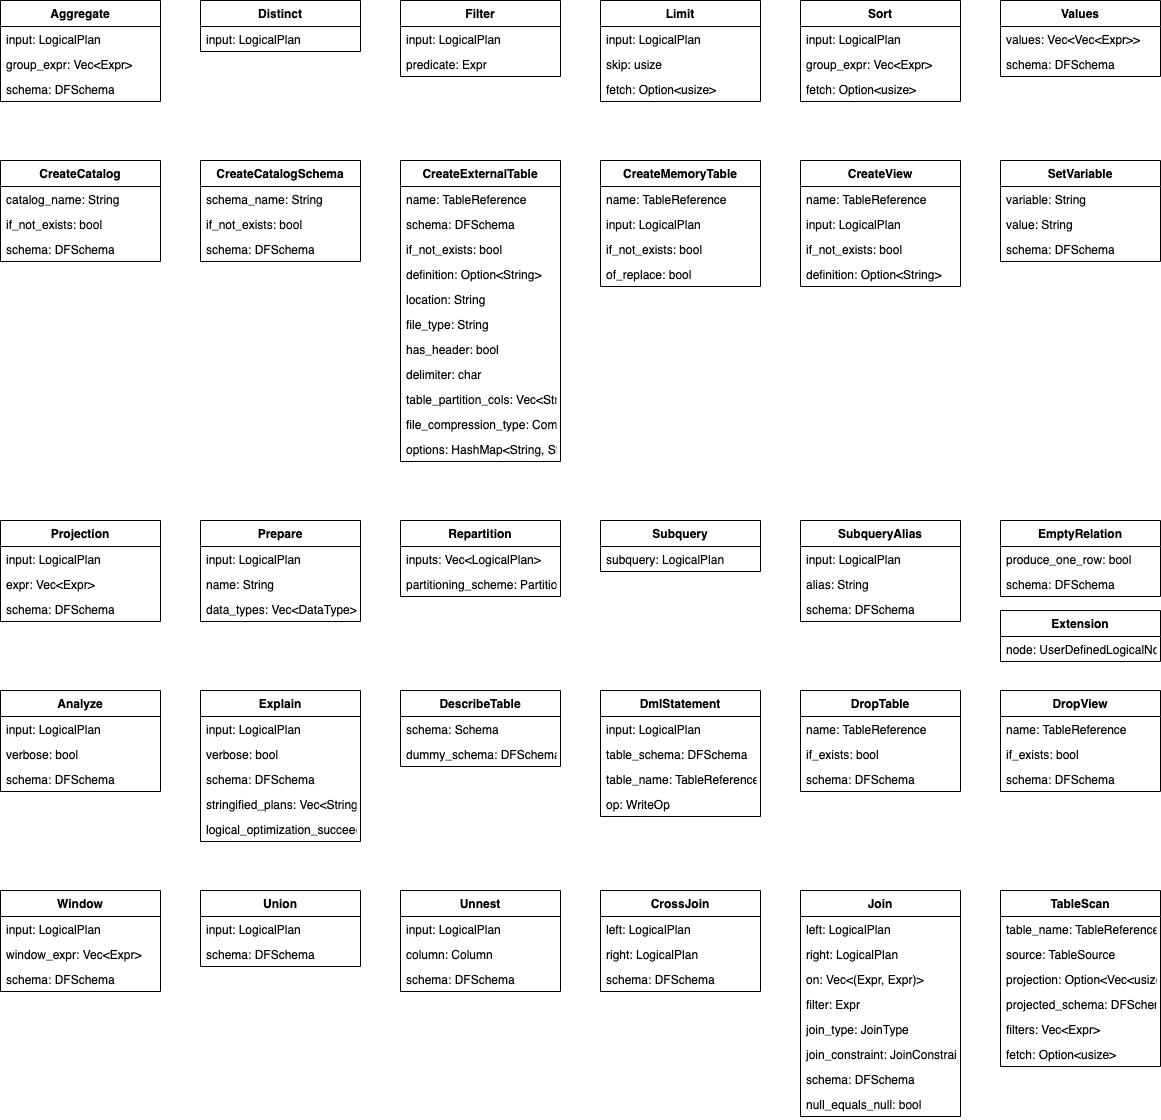 Aggregate
input: LogicalPlan
group_expr: Vec<Expr>
schema: DFSchema
Distinct
input: LogicalPlan
Filter
input: LogicalPlan
predicate: Expr
Limit
input: LogicalPlan
skip: usize
fetch: Option<usize>
Sort
input: LogicalPlan
group_expr: Vec<Expr>
fetch: Option<usize>
Values
values: Vec<Vec<Expr>>
schema: DFSchema
CreateCatalog
catalog_name: String
if_not_exists: bool
schema: DFSchema
CreateCatalogSchema
schema_name: String
if_not_exists: bool
schema: DFSchema
CreateExternalTable
name: TableReference
schema: DFSchema
if_not_exists: bool
definition: Option<String>
location: String
file_type: String
has_header: bool
delimiter: char
table_partition_cols: Vec<Stri
file_compression_type: Com
options: HashMap<String, S
CreateMemoryTable
name: TableReference
input: LogicalPlan
if_not_exists: bool
of_replace: bool
CreateView
name: TableReference
input: LogicalPlan
if_not_exists: bool
definition: Option<String>
SetVariable
variable: String
value: String
schema: DFSchema
Projection
input: LogicalPlan
expr: Vec<Expr>
schema: DFSchema
Prepare
input: LogicalPlan
name: String
data_types: Vec<DataType>
Repartition
inputs: Vec<LogicalPlan>
partitioning_scheme: Partitio
Subquery
subquery: LogicalPlan
SubqueryAlias
input: LogicalPlan
alias: String
schema: DFSchema
EmptyRelation
produce_one_row: bool
schema: DFSchema
Extension
node: UserDefinedLogicalNo
Analyze
input: LogicalPlan
verbose: bool
schema: DFSchema
Explain
input: LogicalPlan
verbose: bool
schema: DFSchema
stringified_plans: Vec<String
logical_optimization_succee
DescribeTable
schema: Schema
dummy_schema: DFSchema
DmlStatement
input: LogicalPlan
table_schema: DFSchema
table_name: TableReference
op: WriteOp
DropTable
name: TableReference
if_exists: bool
schema: DFSchema
DropView
name: TableReference
if_exists: bool
schema: DFSchema
Window
input: LogicalPlan
window_expr: Vec<Expr>
schema: DFSchema
Union
input: LogicalPlan
schema: DFSchema
Unnest
input: LogicalPlan
column: Column
schema: DFSchema
CrossJoin
left: LogicalPlan
right: LogicalPlan
schema: DFSchema
Join
left: LogicalPlan
right: LogicalPlan
on: Vec<(Expr, Expr)>
filter: Expr
join_type: JoinType
join_constraint: JoinConstrai
schema: DFSchema
null_equals_null: bool
TableScan
table_name: TableReference
source: TableSource
projection: Option<Vec<usiz
projected_schema: DFScher
filters: Vec<Expr>
fetch: Option<usize>